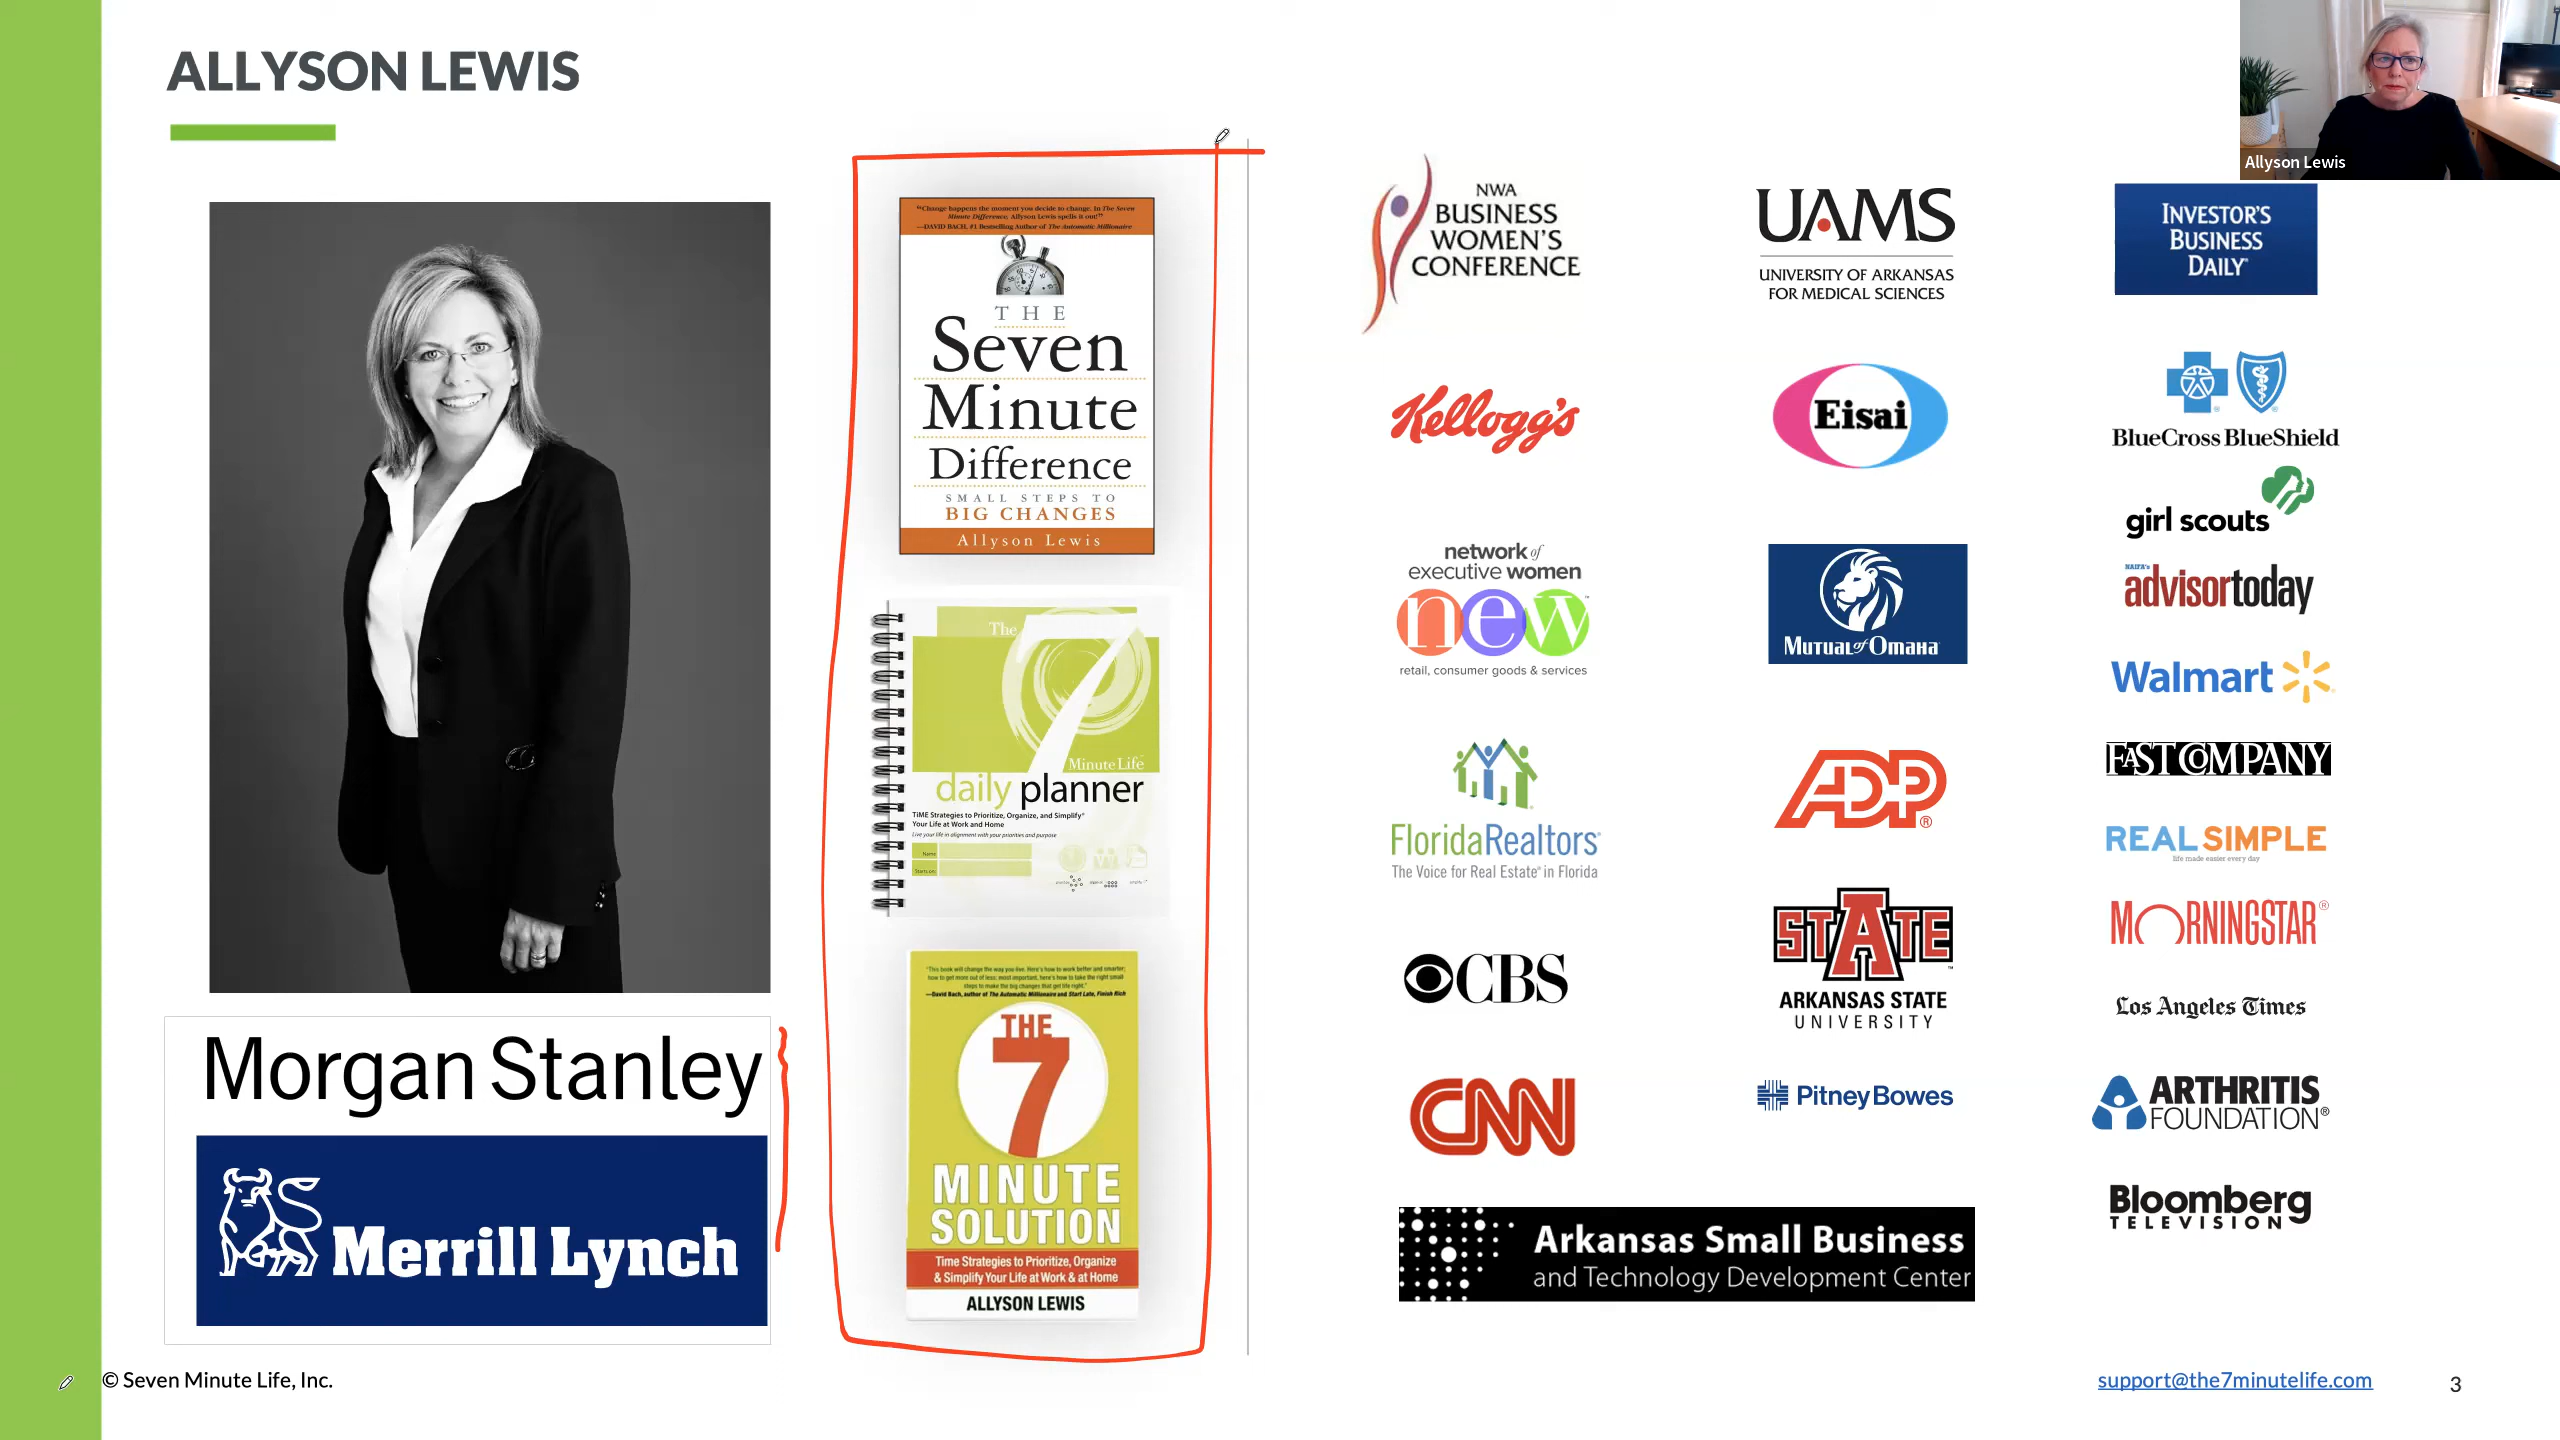 ALLYSON LEWIS
Allyson Lewis
"Change happens the moment you decide to change. In The Seven
Minute Difference, Allyson Lewis spells it out!"
—DAVID BACH, #1 Bestselling Author of The Automatic Millionaire
THE
Seven
Minute
Difference
SMALL STEPS TO
BIG CHANGES
Allyson Lewis
The
7
Minute Life™
daily planner
TiME Strategies to Prioritize, Organize, and Simplify®
Your Life at Work and Home
Live your life in alignment with your priorities and purpose
Name
Starts on:
"This book will change the way you live. Here's how to work better and smarter;
how to get more out of less; most important, here's how to take the right small
steps to make the big changes that get life right."
—David Bach, author of The Automatic Millionaire and Start Late, Finish Rich
THE
7
MINUTE
SOLUTION
Time Strategies to Prioritize, Organize
& Simplify Your Life at Work & at Home
ALLYSON LEWIS
Morgan Stanley
Merrill Lynch
NWA
BUSINESS
WOMEN'S
CONFERENCE
Kellogg's
network of
executive women
new™
retail, consumer goods & services
FloridaRealtors®
The Voice for Real Estate® in Florida
CBS
CNN
UAMS
UNIVERSITY OF ARKANSAS
FOR MEDICAL SCIENCES
Eisai
MUTUAL of OMAHA
ADP®
STATE™
ARKANSAS STATE
UNIVERSITY
Pitney Bowes
Arkansas Small Business
and Technology Development Center
INVESTOR'S
BUSINESS
DAILY®
BlueCross BlueShield
girl scouts
NAIFA's
advisortoday
Walmart
FAST COMPANY
REAL SIMPLE
life made easier every day
MORNINGSTAR®
Los Angeles Times
ARTHRITIS
FOUNDATION®
Bloomberg
TELEVISION
© Seven Minute Life, Inc.
support@the7minutelife.com
3